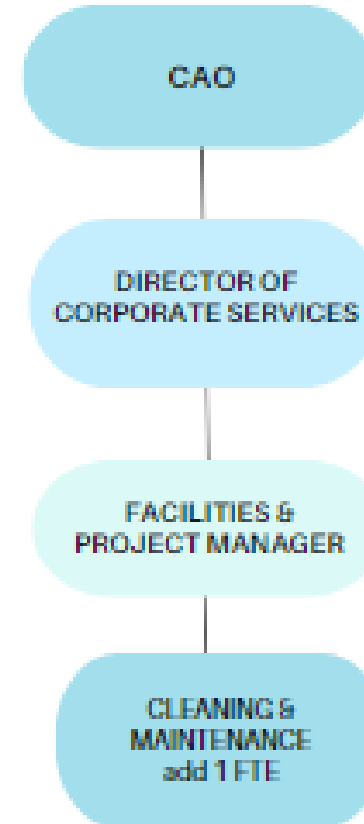 CAO
DIRECTOR OF
CORPORATE SERVICES
FACILITIES &
PROJECT MANAGER
CLEANING &
MAINTENANCE
add 1 FTE